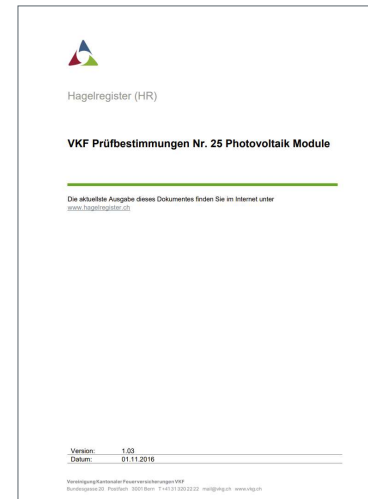 Hagelregister (HR)
VKF Prüfbestimmungen Nr. 25 Photovoltaik Module
Die aktuellste Ausgabe dieses Dokumentes finden Sie im Internet unter
www.hagelregister.ch
Version: 1.03
Datum: 01.11.2016
Vereinigung Kantonaler Feuerversicherungen VKF
Bundesgasse 20 Postfach 3001 Bern T +41 31 320 22 22 mail@vkg.ch www.vkg.ch